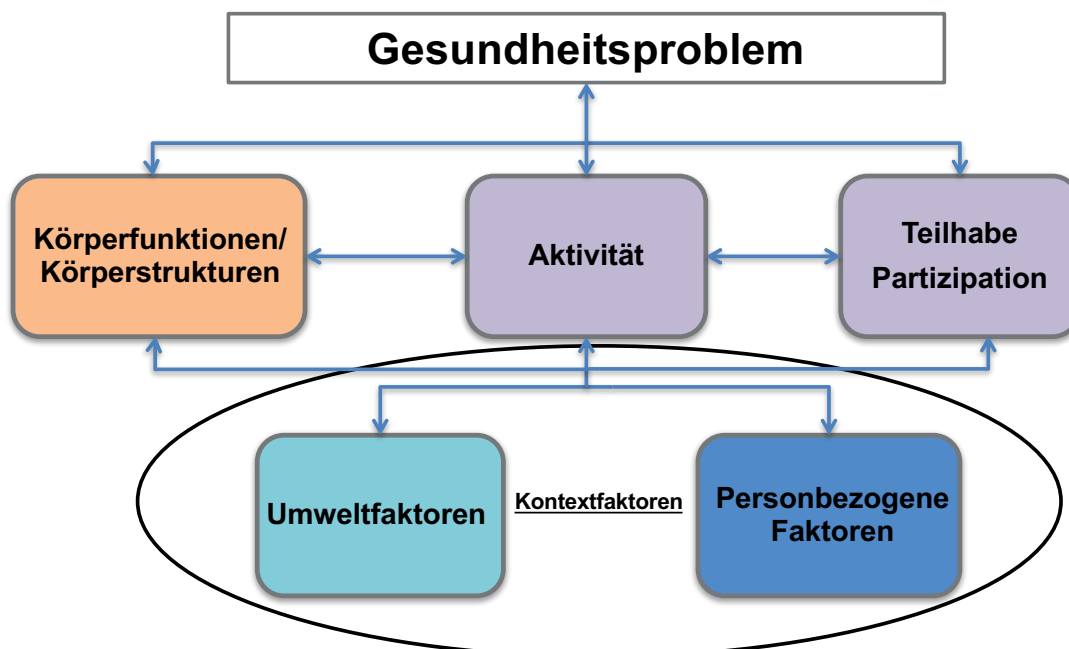 Gesundheitsproblem
Körperfunktionen/
Körperstrukturen
Aktivität
Teilhabe
Partizipation
Umweltfaktoren
Kontextfaktoren
Personbezogene
Faktoren